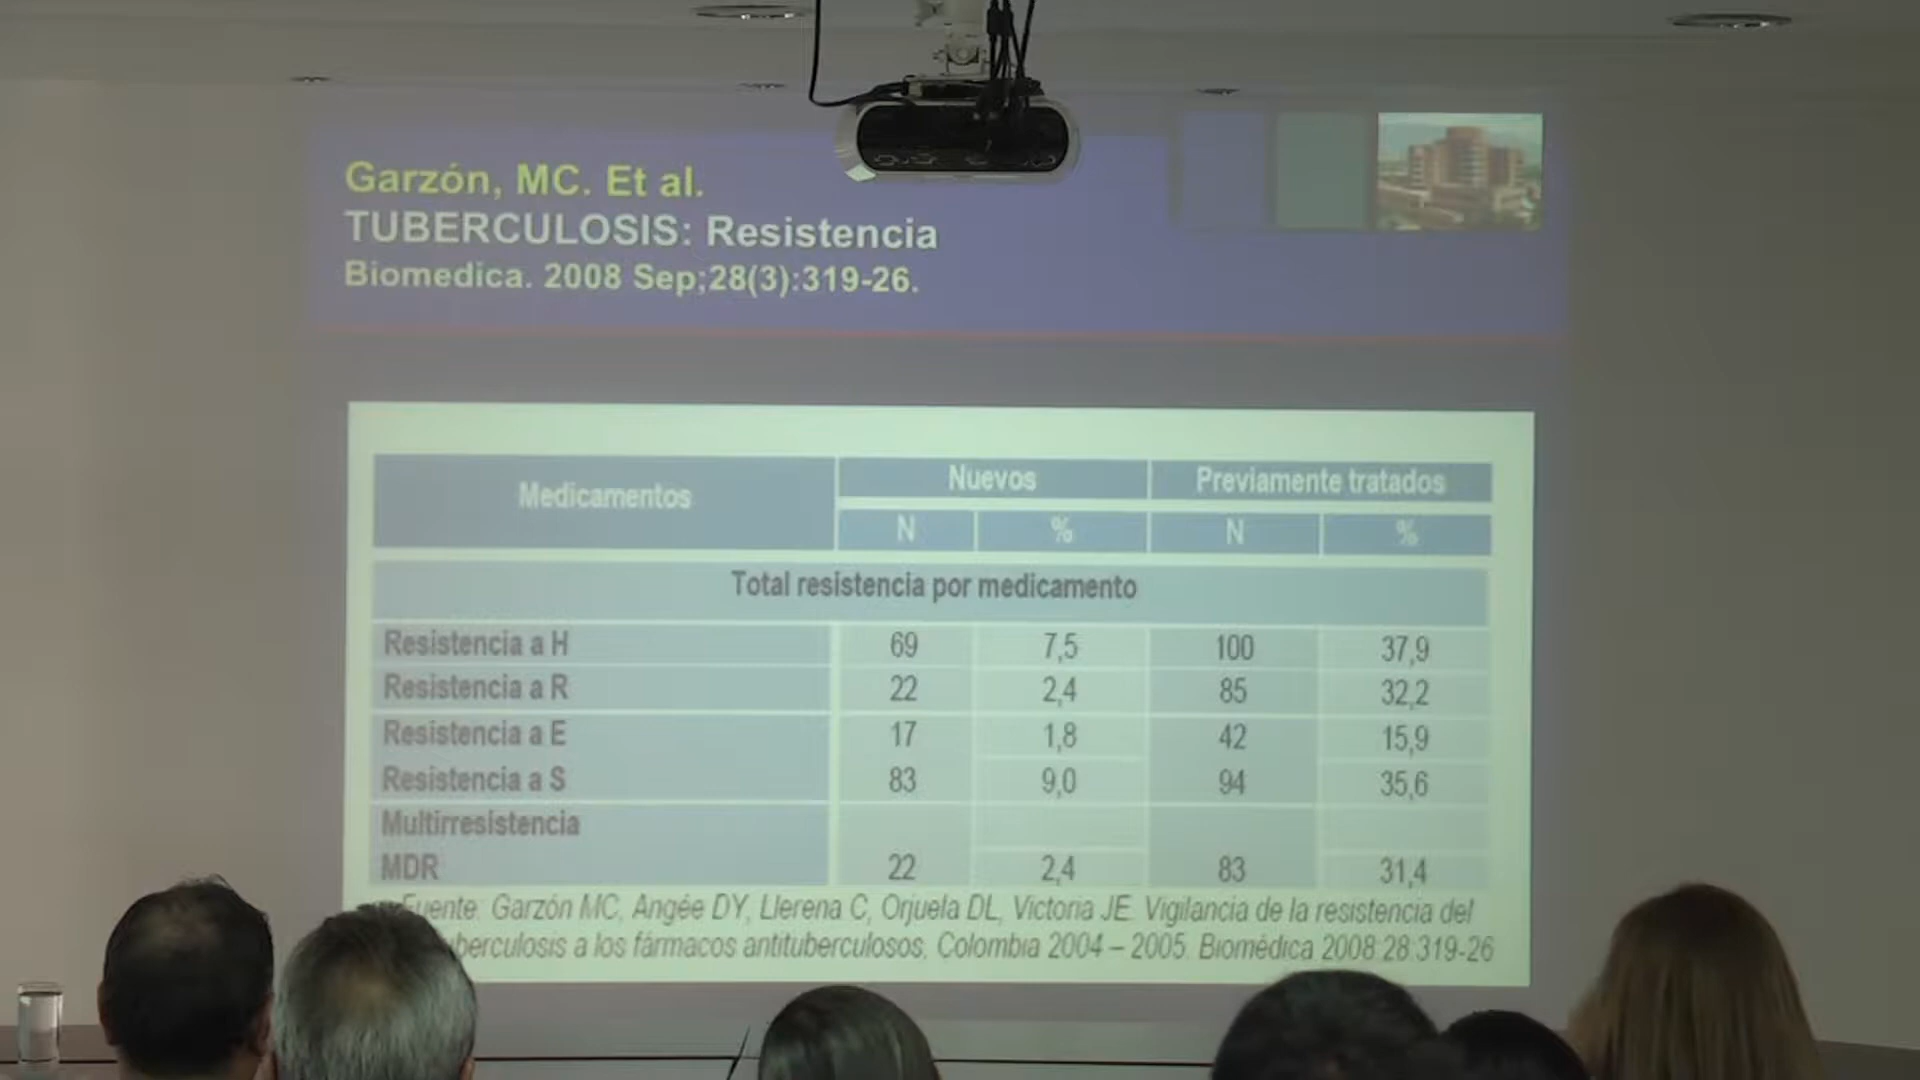 Garzón, MC. Et al.
TUBERCULOSIS: Resistencia
Biomedica. 2008 Sep;28(3):319-26.
Medicamentos Nuevos Previamente tratados
N % N %
Total resistencia por medicamento
Resistencia a H 69 7,5 100 37,9
Resistencia a R 22 2,4 85 32,2
Resistencia a E 17 1,8 42 15,9
Resistencia a S 83 9,0 94 35,6
Multirresistencia
MDR 22 2,4 83 31,4
Fuente: Garzón MC, Angée DY, Llerena C, Orjuela DL, Victoria JE. Vigilancia de la resistencia del
berculosis a los fármacos antituberculosos, Colombia 2004 – 2005. Biomédica 2008:28:319-26